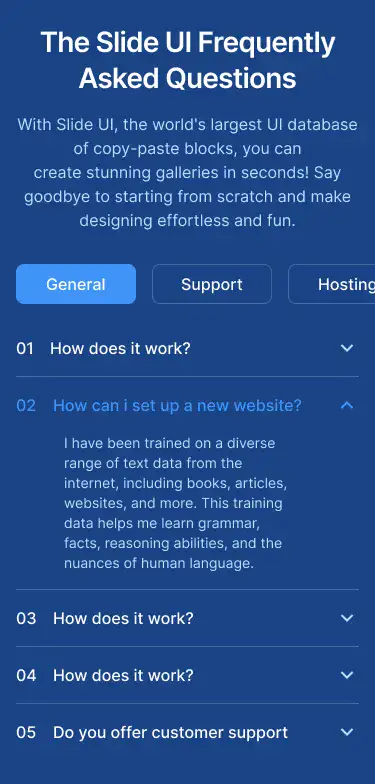 The Slide UI Frequently
Asked Questions
With Slide UI, the world's largest UI database
of copy-paste blocks, you can
create stunning galleries in seconds! Say
goodbye to starting from scratch and make
designing effortless and fun.
General Support Hosting
01 How does it work?
02 How can i set up a new website?
I have been trained on a diverse
range of text data from the
internet, including books, articles,
websites, and more. This training
data helps me learn grammar,
facts, reasoning abilities, and the
nuances of human language.
03 How does it work?
04 How does it work?
05 Do you offer customer support